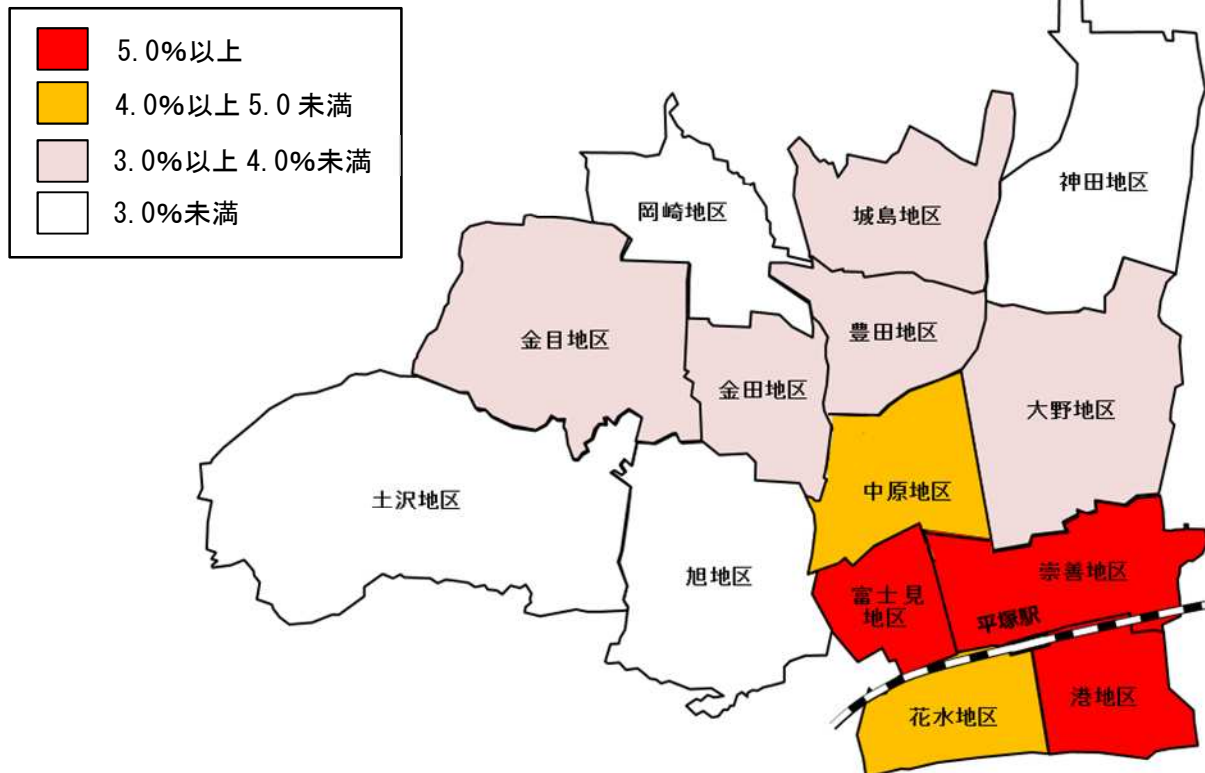 5.0%以上
4.0%以上 5.0 未満
3.0%以上 4.0%未満
3.0%未満
神田地区
岡崎地区
城島地区
金目地区
豊田地区
金田地区
大野地区
土沢地区
中原地区
旭地区
崇善地区
富士見
地区
平塚駅
港地区
花水地区